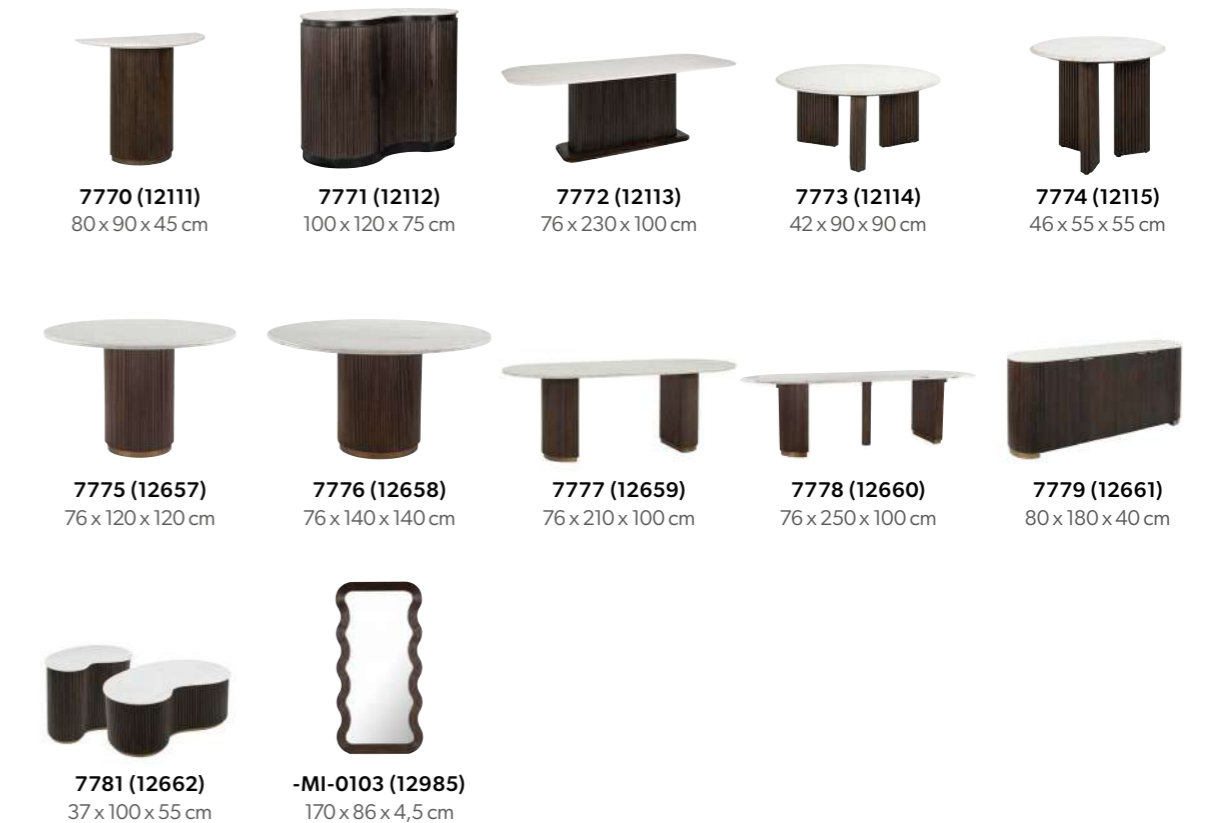 7770 (12111)
80 x 90 x 45 cm
7771 (12112)
100 x 120 x 75 cm
7772 (12113)
76 x 230 x 100 cm
7773 (12114)
42 x 90 x 90 cm
7774 (12115)
46 x 55 x 55 cm
7775 (12657)
76 x 120 x 120 cm
7776 (12658)
76 x 140 x 140 cm
7777 (12659)
76 x 210 x 100 cm
7778 (12660)
76 x 250 x 100 cm
7779 (12661)
80 x 180 x 40 cm
7781 (12662)
37 x 100 x 55 cm
-MI-0103 (12985)
170 x 86 x 4,5 cm